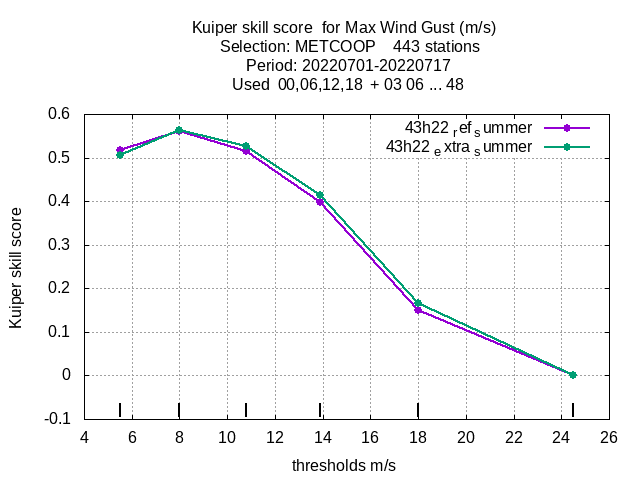 Kuiper skill score  for Max Wind Gust (m/s)
Selection: METCOOP    443 stations
Period: 20220701-20220717
Used  00,06,12,18  + 03 06 ... 48
43h22 ref summer
43h22 extra summer
0.6
0.5
0.4
0.3
0.2
0.1
0
-0.1
Kuiper skill score
4 6 8 10 12 14 16 18 20 22 24 26
thresholds m/s